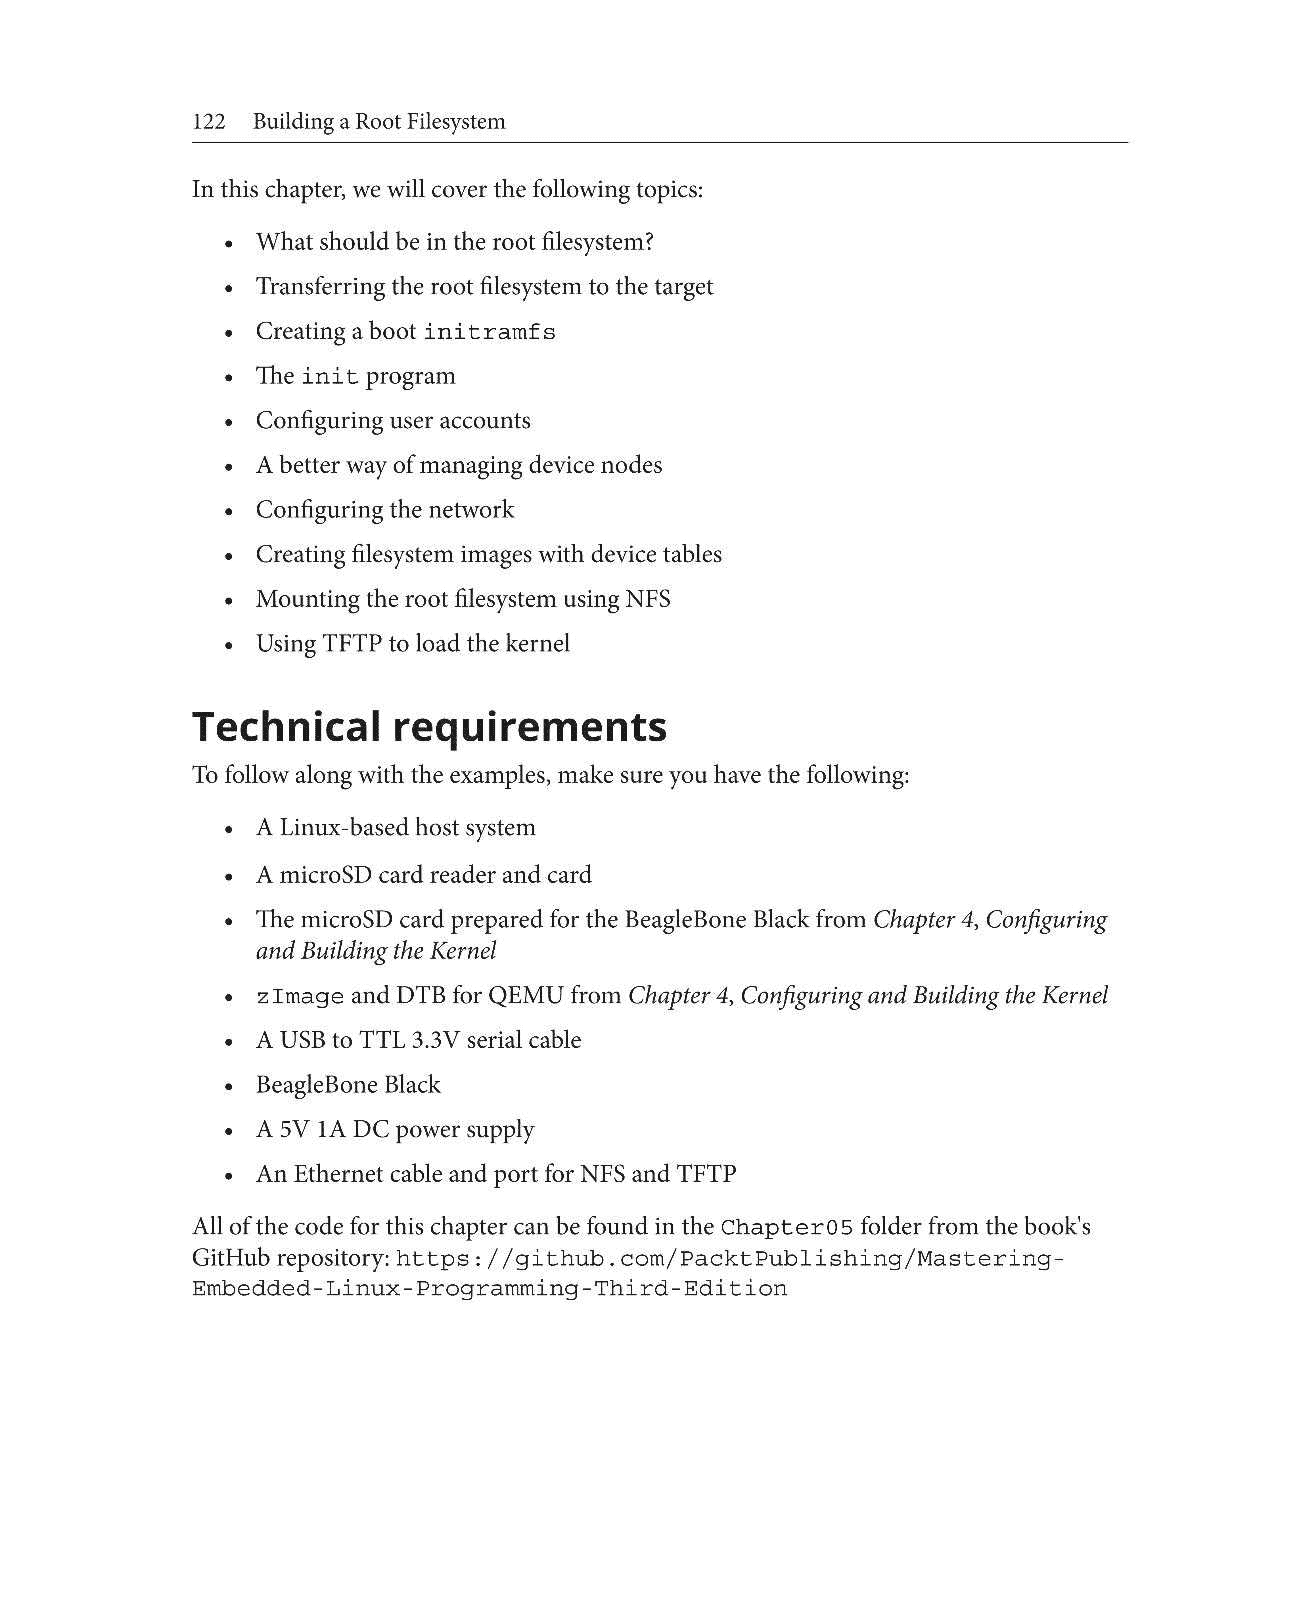 122 Building a Root Filesystem
In this chapter, we will cover the following topics:
• What should be in the root filesystem?
• Transferring the root filesystem to the target
• Creating a boot initramfs
• The init program
• Configuring user accounts
• A better way of managing device nodes
• Configuring the network
• Creating filesystem images with device tables
• Mounting the root filesystem using NFS
• Using TFTP to load the kernel
Technical requirements
To follow along with the examples, make sure you have the following:
• A Linux-based host system
• A microSD card reader and card
• The microSD card prepared for the BeagleBone Black from Chapter 4, Configuring
and Building the Kernel
• zImage and DTB for QEMU from Chapter 4, Configuring and Building the Kernel
• A USB to TTL 3.3V serial cable
• BeagleBone Black
• A 5V 1A DC power supply
• An Ethernet cable and port for NFS and TFTP
All of the code for this chapter can be found in the Chapter05 folder from the book's
GitHub repository: https://github.com/PacktPublishing/Mastering-
Embedded-Linux-Programming-Third-Edition